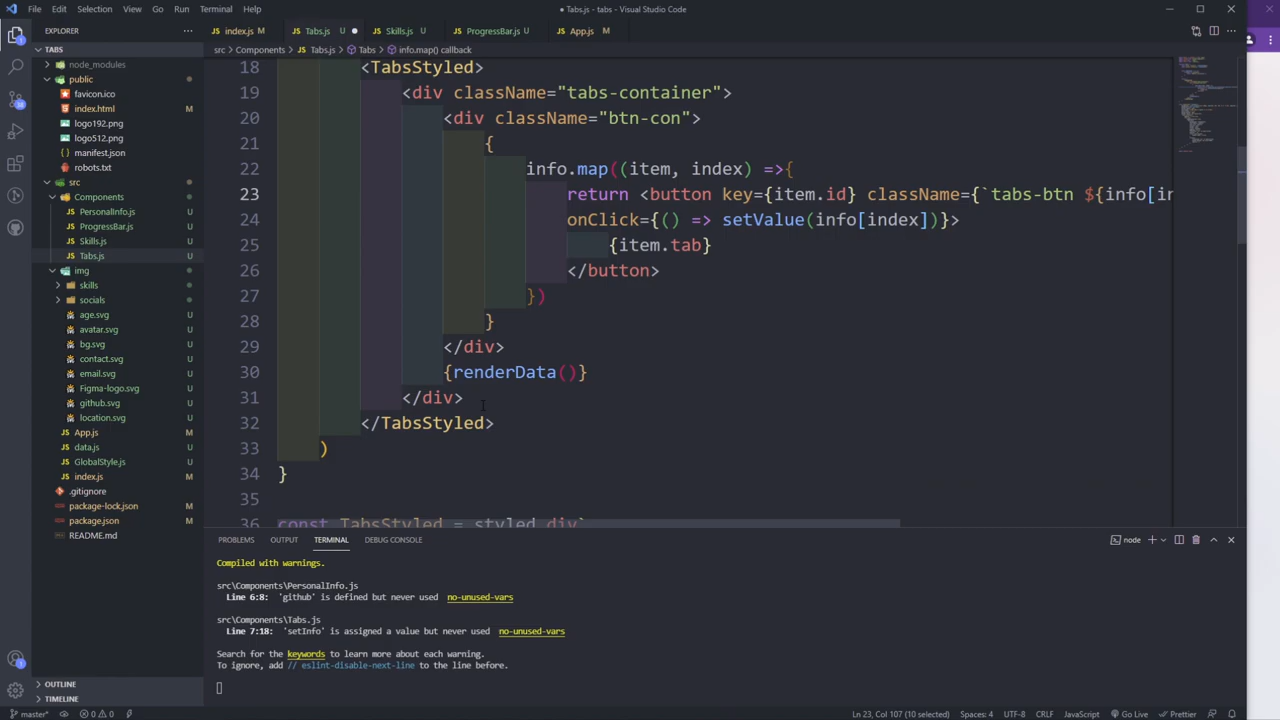 File Edit Selection View Go Run Terminal Help
Tabs.js - tabs - Visual Studio Code
EXPLORER
index.js M
Tabs.js U
Skills.js U
ProgressBar.js U
App.js M
TABS
src > Components > Tabs.js > Tabs > info.map() callback
node_modules
public
favicon.ico
index.html M
logo192.png
logo512.png
manifest.json
robots.txt
src
Components
PersonalInfo.js U
ProgressBar.js U
Skills.js U
Tabs.js U
img
skills
socials
age.svg U
avatar.svg U
bg.svg U
contact.svg U
email.svg U
Figma-logo.svg U
github.svg U
location.svg U
App.js M
data.js U
GlobalStyle.js U
index.js M
.gitignore
package-lock.json M
package.json M
README.md
OUTLINE
TIMELINE
18 <TabsStyled>
19 <div className="tabs-container">
20 <div className="btn-con">
21 {
22 info.map((item, index) =>{
23 return <button key={item.id} className={`tabs-btn ${info[in
24 onClick={() => setValue(info[index])}>
25 {item.tab}
26 </button>
27 })
28 }
29 </div>
30 {renderData()}
31 </div>
32 </TabsStyled>
33 )
34 }
35
36 const TabsStyled = styled.div`
PROBLEMS OUTPUT TERMINAL DEBUG CONSOLE
node
Compiled with warnings.
src\Components\PersonalInfo.js
Line 6:8: 'github' is defined but never used no-unused-vars
src\Components\Tabs.js
Line 7:18: 'setInfo' is assigned a value but never used no-unused-vars
Search for the keywords to learn more about each warning.
To ignore, add // eslint-disable-next-line to the line before.
master* 0 0 Ln 23, Col 107 (10 selected) Spaces: 4 UTF-8 CRLF JavaScript Go Live Prettier